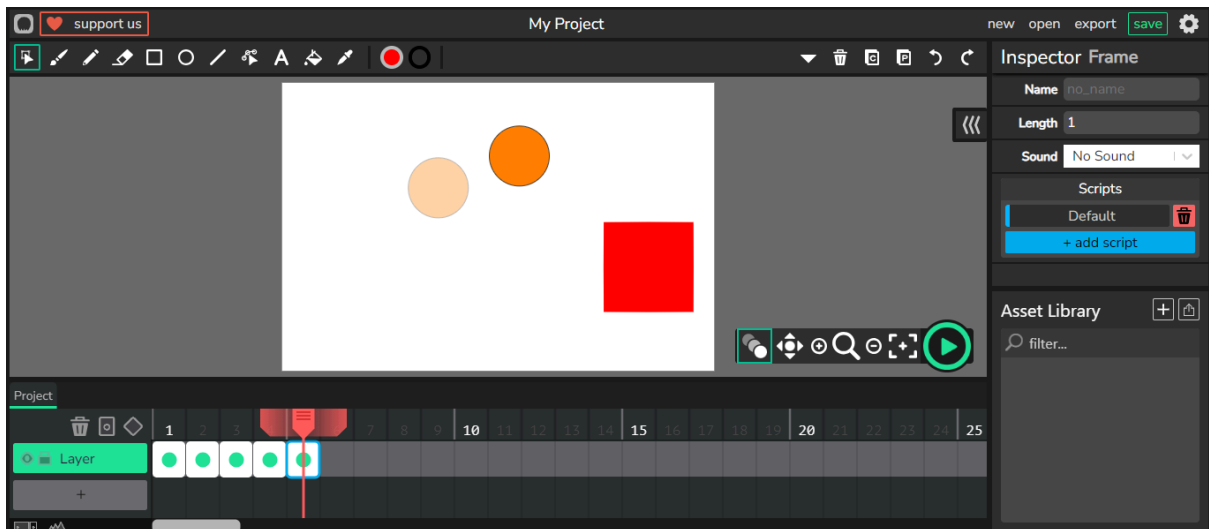 support us
My Project
new open export save
A
C P
Inspector Frame
Name no_name
Length 1
Sound No Sound
Scripts
Default
+ add script
Asset Library
filter...
Project
1 2 3 7 8 9 10 11 12 13 14 15 16 17 18 19 20 21 22 23 24 25
Layer
+